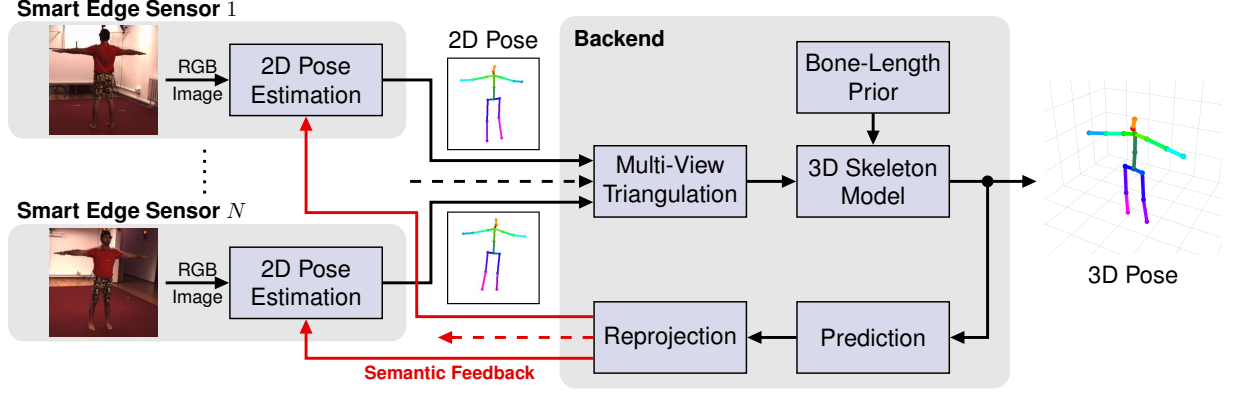 Smart Edge Sensor 1
RGB
Image
2D Pose
Estimation
2D Pose
Backend
Bone-Length
Prior
Multi-View
Triangulation
3D Skeleton
Model
3D Pose
Smart Edge Sensor N
RGB
Image
2D Pose
Estimation
Reprojection
Prediction
Semantic Feedback